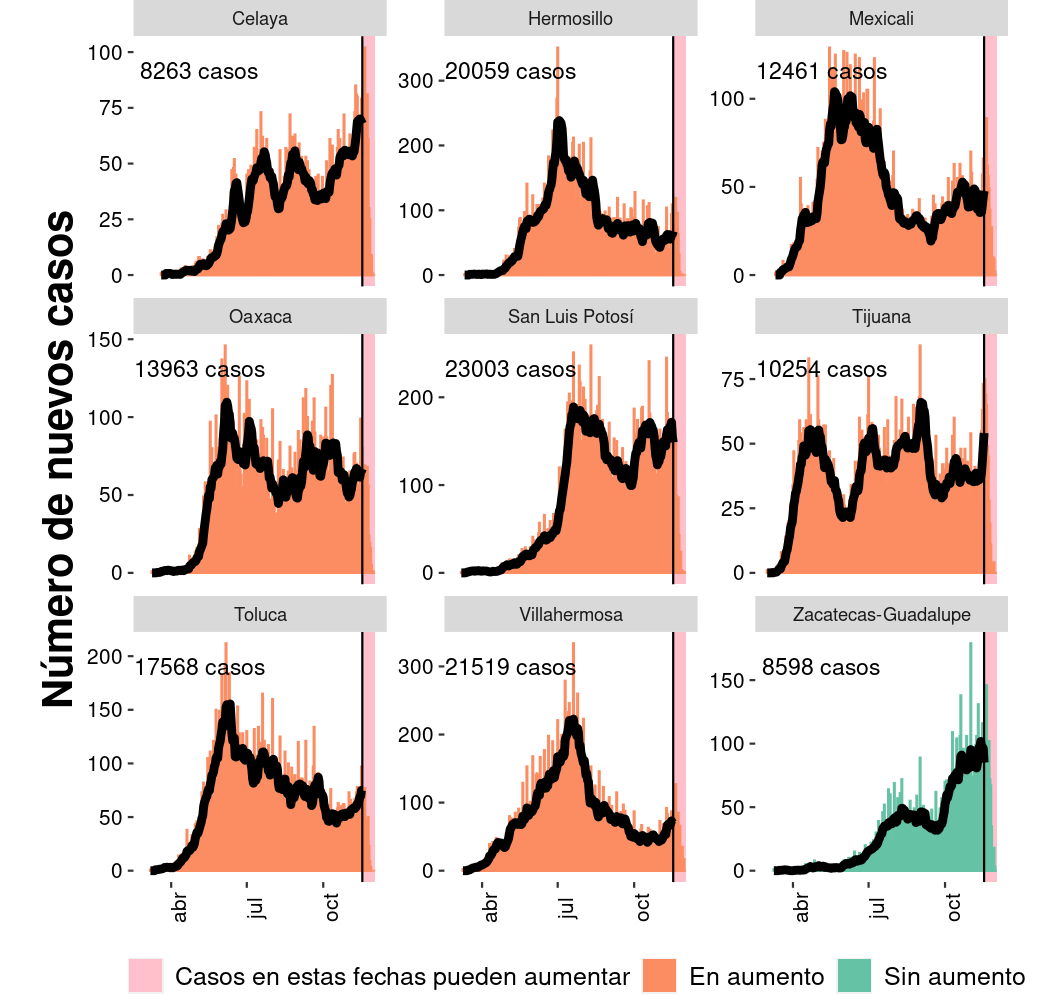 Número de nuevos casos
Celaya
Hermosillo
Mexicali
100
75
50
25
0
8263 casos
300
200
100
0
20059 casos
100
50
0
12461 casos
Oaxaca
San Luis Potosí
Tijuana
150
100
50
0
13963 casos
200
100
0
23003 casos
75
50
25
0
10254 casos
Toluca
Villahermosa
Zacatecas-Guadalupe
200
150
100
50
0
17568 casos
300
200
100
0
21519 casos
150
100
50
0
8598 casos
abr
jul
oct
abr
jul
oct
abr
jul
oct
Casos en estas fechas pueden aumentar
En aumento
Sin aumento